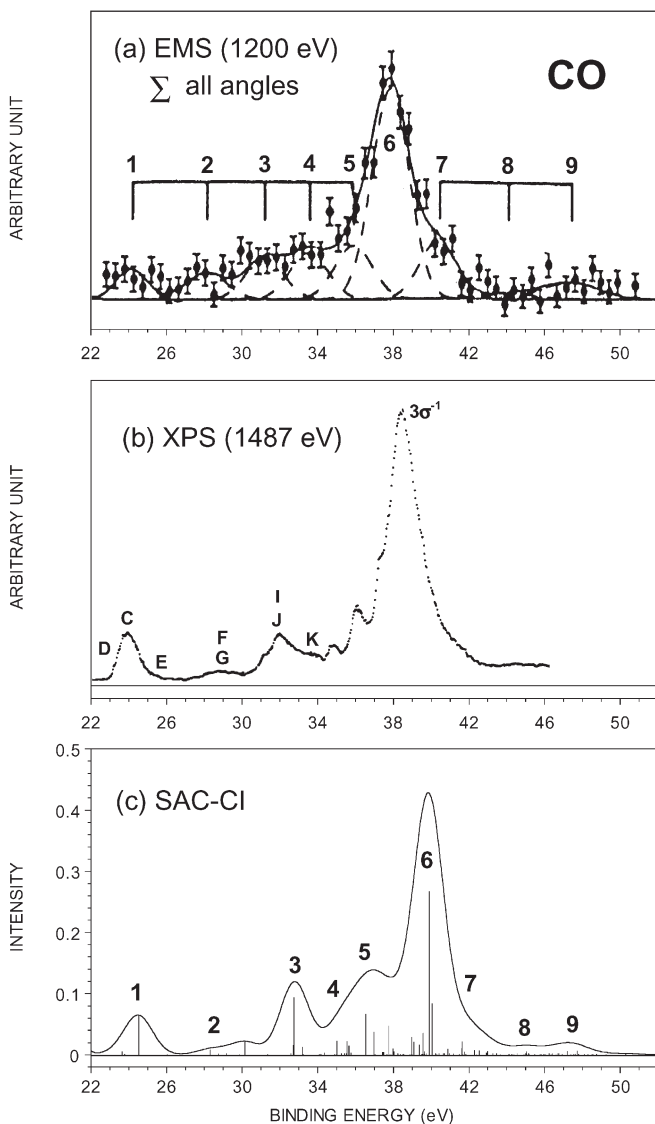 (a) EMS (1200 eV)
∑ all angles
CO
ARBITRARY UNIT
1 2 3 4 5 6 7 8 9
22 26 30 34 38 42 46 50
(b) XPS (1487 eV)
3σ⁻¹
ARBITRARY UNIT
D C E F G I J K
22 26 30 34 38 42 46 50
(c) SAC-CI
INTENSITY
0.5
0.4
0.3
0.2
0.1
0
1 2 3 4 5 6 7 8 9
22 26 30 34 38 42 46 50
BINDING ENERGY (eV)